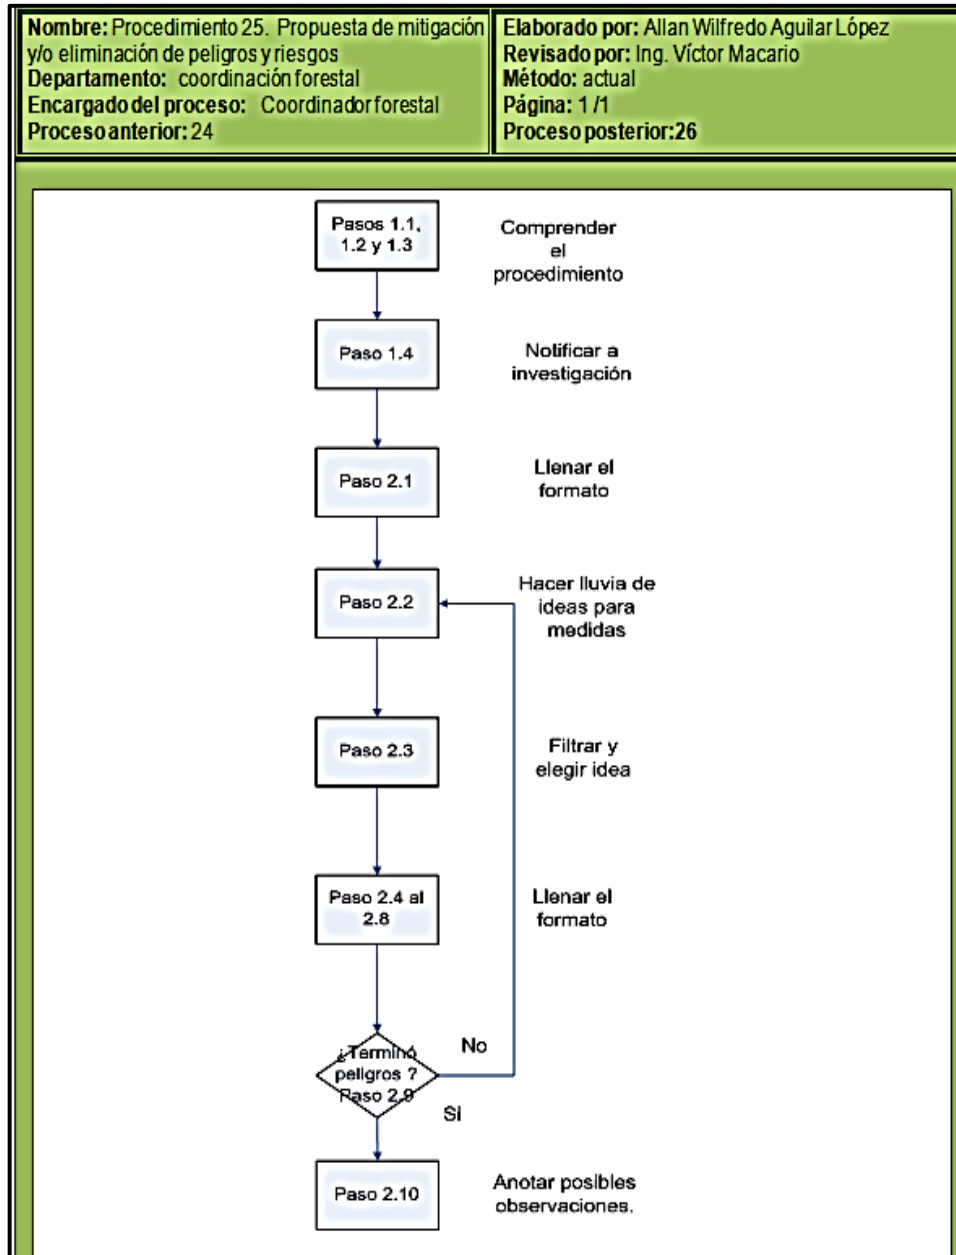 Nombre: Procedimiento 25. Propuesta de mitigación
y/o eliminación de peligros y riesgos
Departamento: coordinación forestal
Encargado del proceso: Coordinador forestal
Proceso anterior: 24
Elaborado por: Allan Wilfredo Aguilar López
Revisado por: Ing. Víctor Macario
Método: actual
Página: 1 /1
Proceso posterior:26
Pasos 1.1,
1.2 y 1.3
Comprender
el
procedimiento
Paso 1.4
Notificar a
investigación
Paso 2.1
Llenar el
formato
Paso 2.2
Hacer lluvia de
ideas para
medidas
Paso 2.3
Filtrar y
elegir idea
Paso 2.4 al
2.8
Llenar el
formato
¿Terminó
peligros ?
Paso 2.9
No
Si
Paso 2.10
Anotar posibles
observaciones.